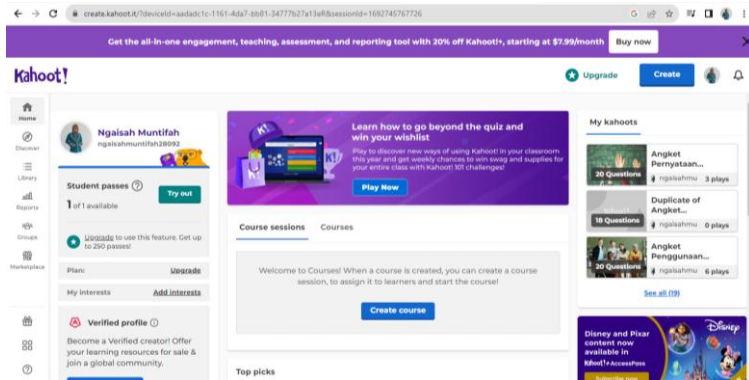 create.kahoot.it/?deviceId=aadadc1c-1161-4da7-bb81-34777b27a13eR&sessionId=1692745767726
Get the all-in-one engagement, teaching, assessment, and reporting tool with 20% off Kahoot!+, starting at $7.99/month
Buy now
Kahoot!
Upgrade
Create
Home
Discover
Library
Reports
Groups
Marketplace
Ngaisah Muntifah
ngaisahmuntifah28092
Student passes
1 of 1 available
Try out
Upgrade to use this feature. Get up
to 250 passes!
Plan:
Upgrade
My interests
Add interests
Verified profile
Become a Verified creator! Offer
your learning resources for sale &
join a global community.
K!
K!
Learn how to go beyond the quiz and
win your wishlist
Play to discover new ways of using Kahoot! in your classroom
this year and get weekly chances to win swag and supplies for
your entire class with Kahoot! 101 challenges!
Play Now
Course sessions
Courses
Welcome to Courses! When a course is created, you can create a course
session, to assign it to learners and start the course!
Create course
Top picks
My kahoots
20 Questions
Angket
Pernyataan...
ngaisahmu
3 plays
18 Questions
Duplicate of
Angket...
ngaisahmu
0 plays
20 Questions
Angket
Penggunaan...
ngaisahmu
6 plays
See all (19)
Disney and Pixar
content now
available in
Kahoot!+ AccessPass
Subscribe now
Disney